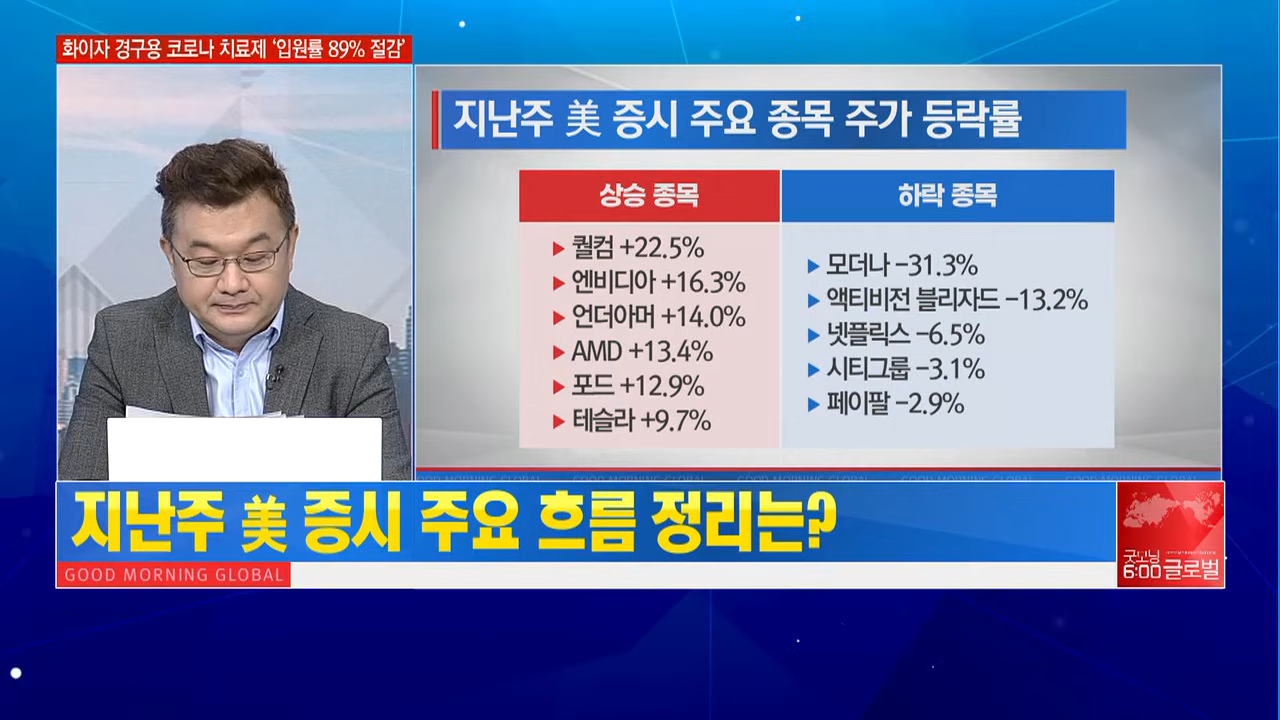 화이자 경구용 코로나 치료제 '입원률 89% 절감'
지난주 美 증시 주요 종목 주가 등락률
상승 종목
▶ 퀄컴 +22.5%
▶ 엔비디아 +16.3%
▶ 언더아머 +14.0%
▶ AMD +13.4%
▶ 포드 +12.9%
▶ 테슬라 +9.7%
하락 종목
▶ 모더나 -31.3%
▶ 액티비전 블리자드 -13.2%
▶ 넷플릭스 -6.5%
▶ 시티그룹 -3.1%
▶ 페이팔 -2.9%
지난주 美 증시 주요 흐름 정리는?
GOOD MORNING GLOBAL
굿모닝
6:00 글로벌